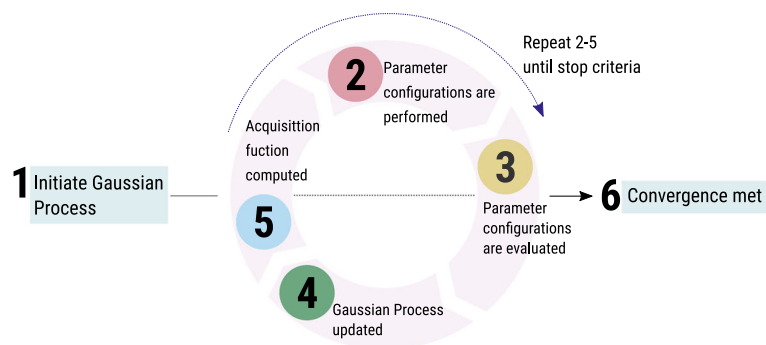 1 Initiate Gaussian
Process
2 Parameter
configurations are
performed
Repeat 2-5
until stop criteria
3
Parameter
configurations
are evaluated
4
Gaussian Process
updated
Acquisittion
fuction
computed
5
6 Convergence met